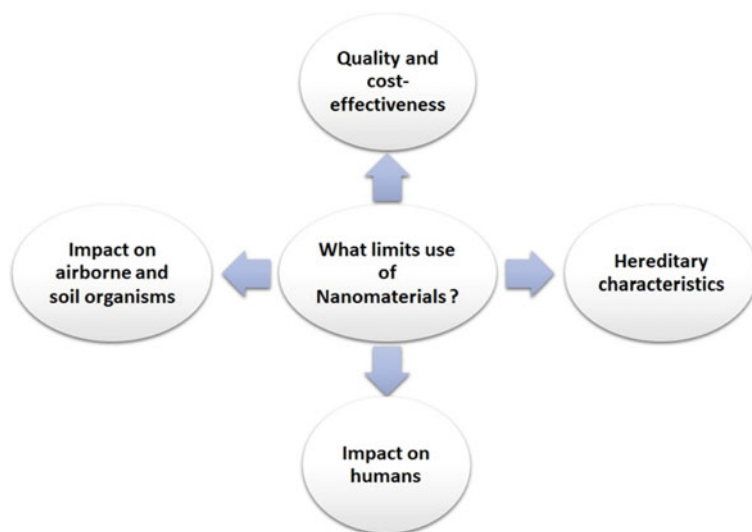 Quality and
cost-
effectiveness
Impact on
airborne and
soil organisms
What limits use
of
Nanomaterials?
Hereditary
characteristics
Impact on
humans